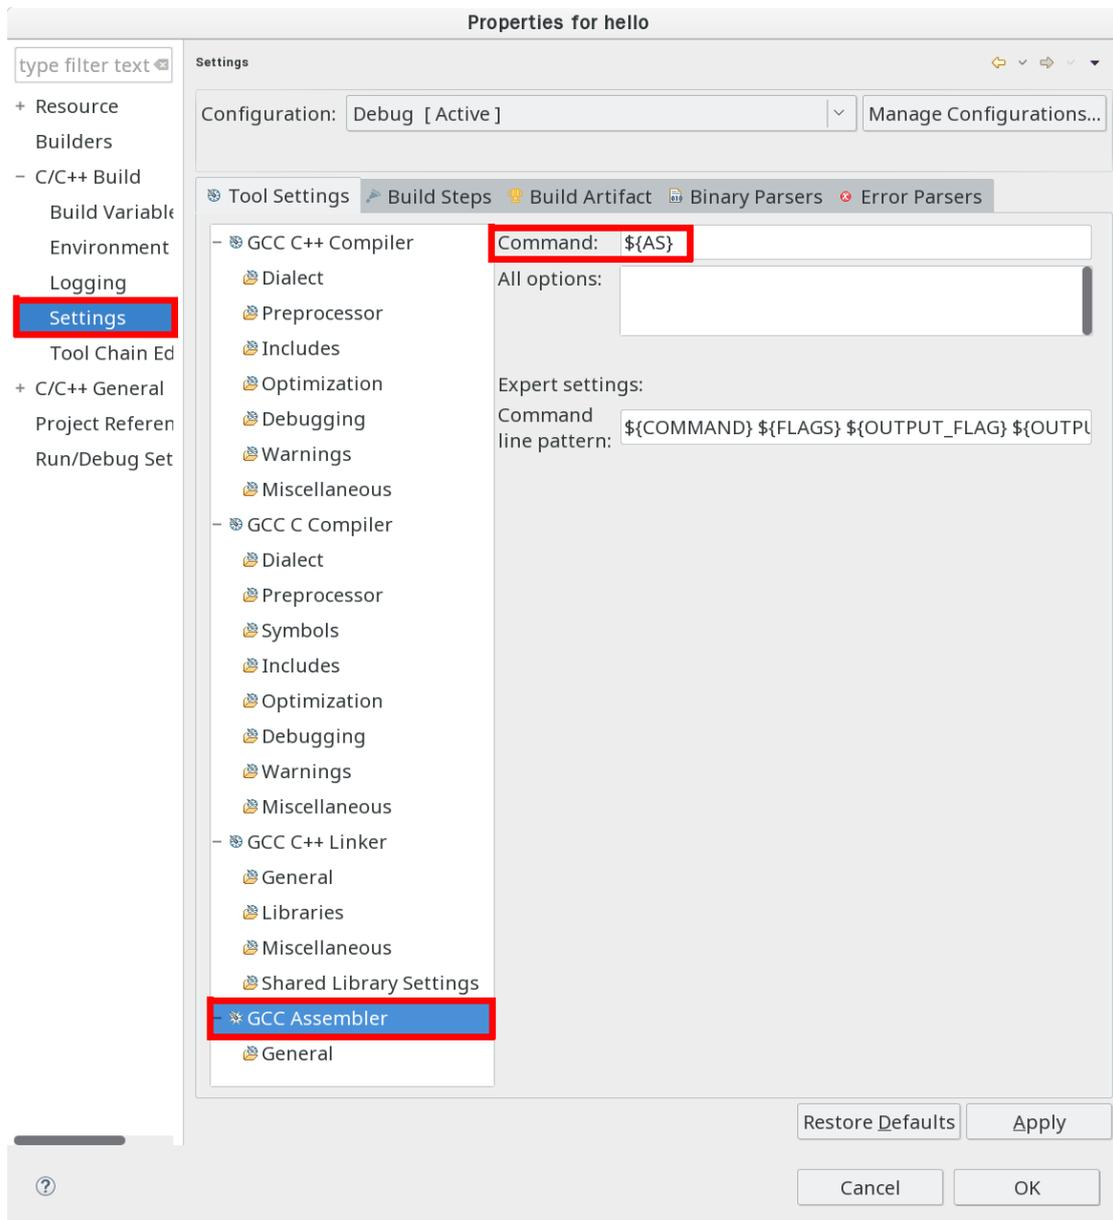 Properties for hello
type filter text
Settings
+ Resource
Builders
− C/C++ Build
Build Variable
Environment
Logging
Settings
Tool Chain Ed
+ C/C++ General
Project Referen
Run/Debug Set
Configuration: Debug [ Active ] Manage Configurations...
Tool Settings Build Steps Build Artifact Binary Parsers Error Parsers
− GCC C++ Compiler
Dialect
Preprocessor
Includes
Optimization
Debugging
Warnings
Miscellaneous
− GCC C Compiler
Dialect
Preprocessor
Symbols
Includes
Optimization
Debugging
Warnings
Miscellaneous
− GCC C++ Linker
General
Libraries
Miscellaneous
Shared Library Settings
− GCC Assembler
General
Command: ${AS}
All options:
Expert settings:
Command
line pattern: ${COMMAND} ${FLAGS} ${OUTPUT_FLAG} ${OUTPU
Restore Defaults Apply
? Cancel OK